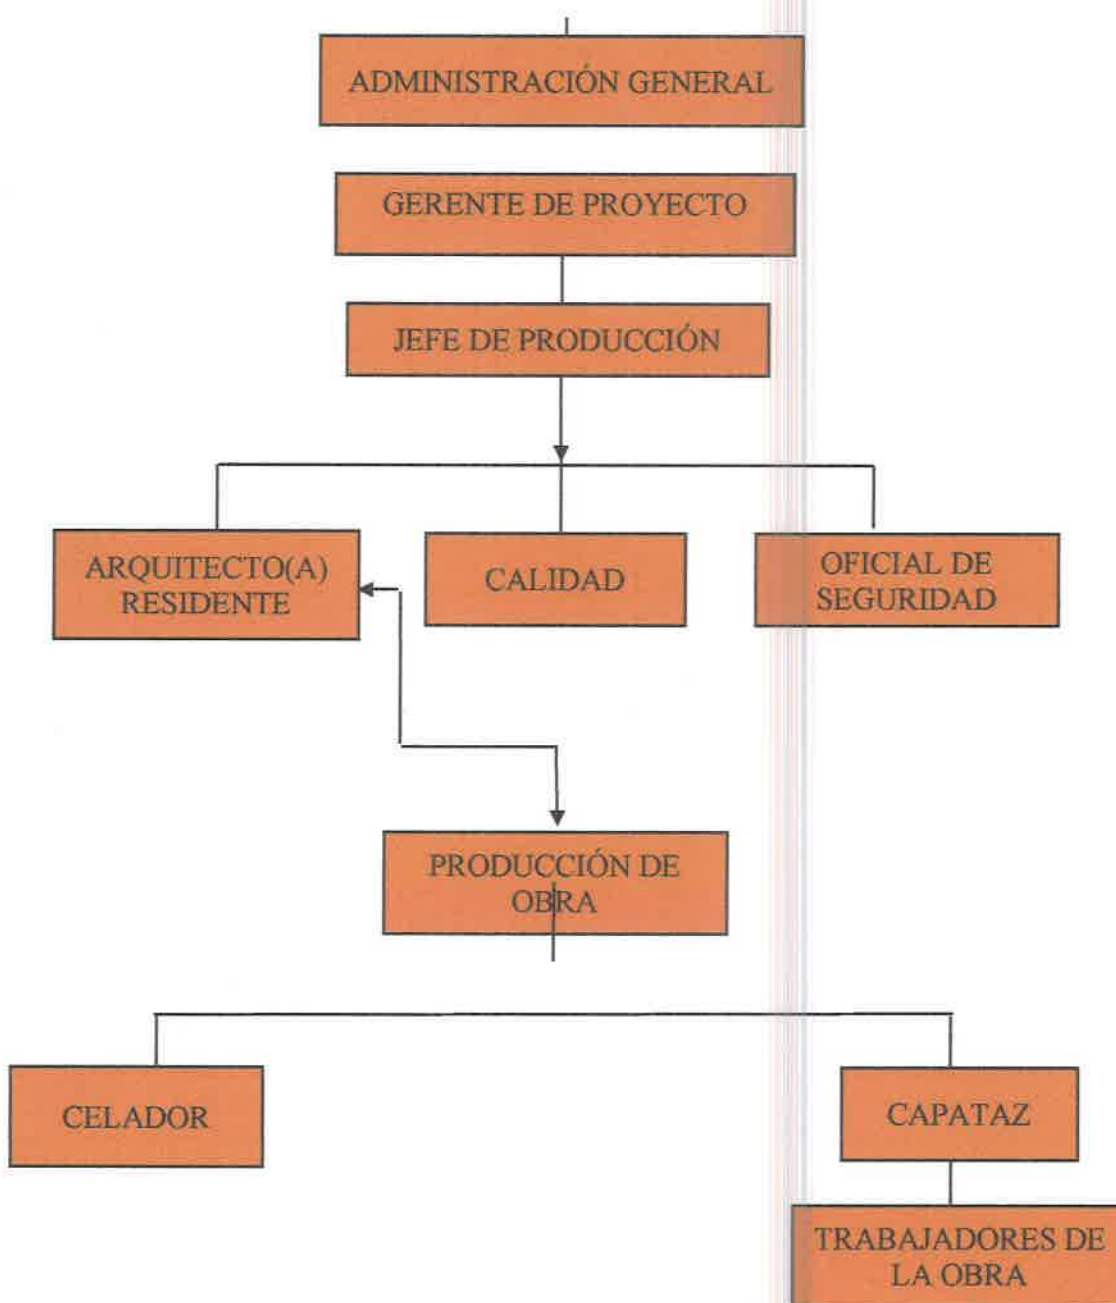 ADMINISTRACIÓN GENERAL
GERENTE DE PROYECTO
JEFE DE PRODUCCIÓN
ARQUITECTO(A)
RESIDENTE
CALIDAD
OFICIAL DE
SEGURIDAD
PRODUCCIÓN DE
OBRA
CELADOR
CAPATAZ
TRABAJADORES DE
LA OBRA